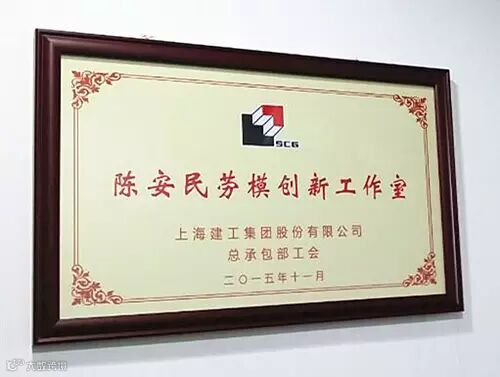 SCG
陈安民劳模创新工作室
上海建工集团股份有限公司
总承包部工会
二〇一五年十一月